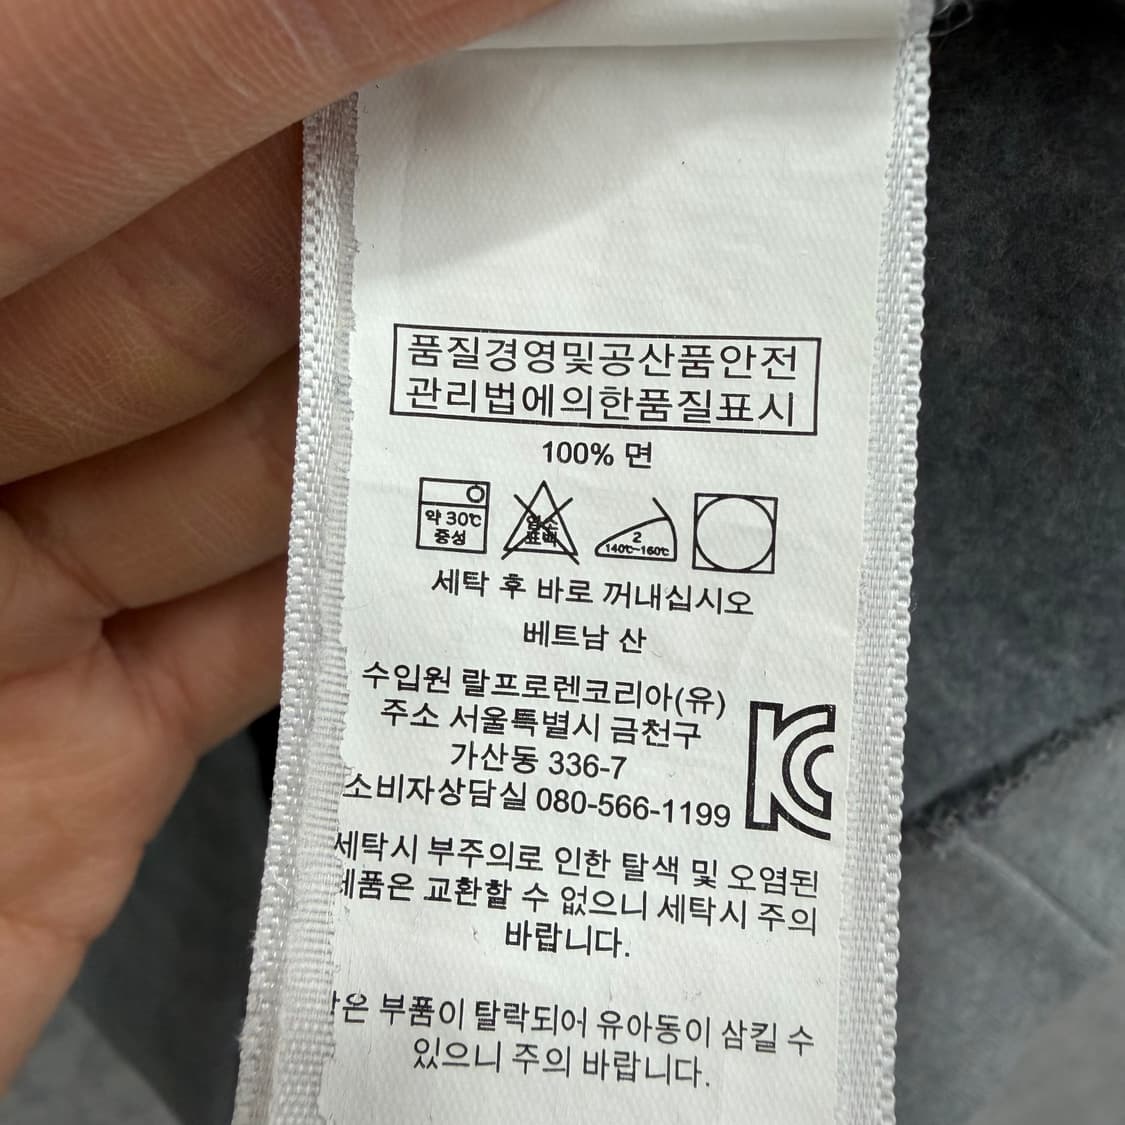 품질경영및공산품안전
관리법에의한품질표시
100% 면
약 30℃
중성
염소
표백
2
140℃~160℃
세탁 후 바로 꺼내십시오
베트남 산
수입원 랄프로렌코리아(유)
주소 서울특별시 금천구
가산동 336-7
소비자상담실 080-566-1199
KC
세탁시 부주의로 인한 탈색 및 오염된
제품은 교환할 수 없으니 세탁시 주의
바랍니다.
부품이 탈락되어 유아동이 삼킬 수
있으니 주의 바랍니다.